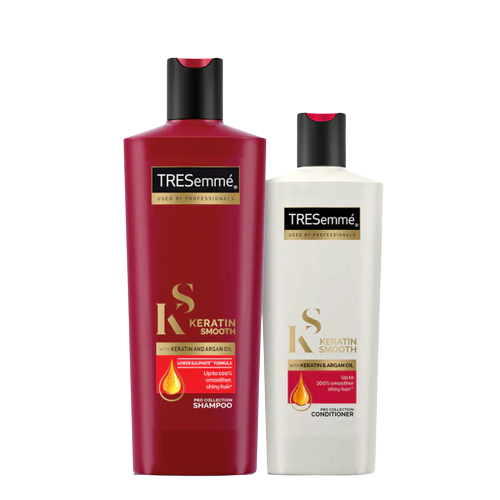 TRESemmé®
USED BY PROFESSIONALS
KS
KERATIN
SMOOTH
WITH KERATIN AND ARGAN OIL
LOWER SULPHATE** FORMULA
Up to 100%
smoother,
shiny hair*
PRO COLLECTION
SHAMPOO
TRESemmé®
USED BY PROFESSIONALS
KS
KERATIN
SMOOTH
WITH KERATIN & ARGAN OIL
Up to
100% smoother
shiny hair**
PRO COLLECTION
CONDITIONER